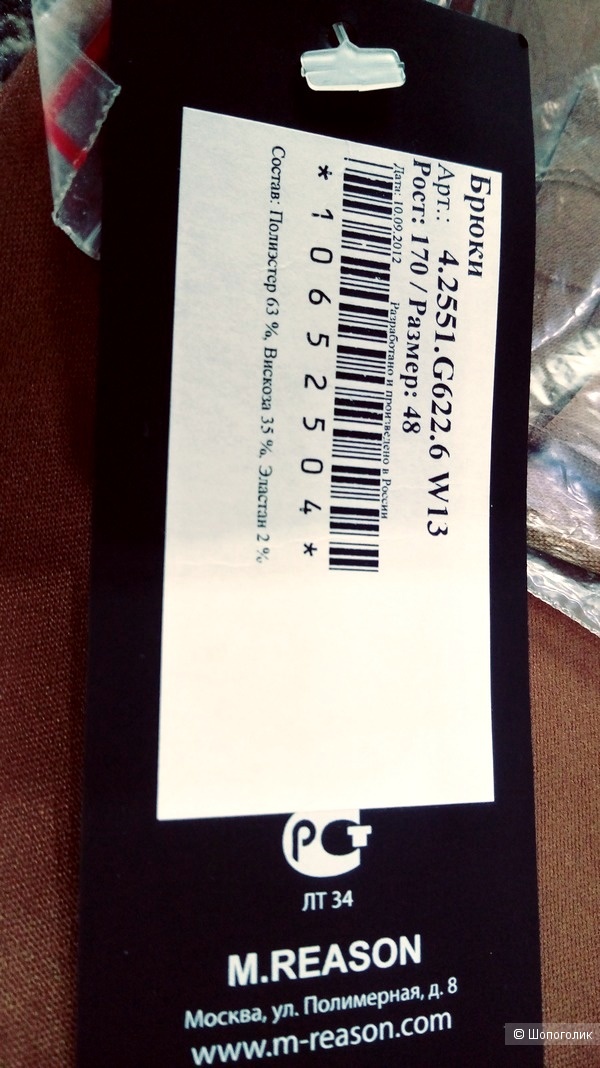 Брюки
Арт.: 4.2551.G622.6 W13
Рост: 170 / Размер: 48
Дата: 10.09.2012 Разработано и произведено в России
*10652504*
Состав: Полиэстер 63 %, Вискоза 35 %, Эластан 2 %
РСТ
ЛТ 34
M.REASON
Москва, ул. Полимерная, д. 8
www.m-reason.com
© Шопоголик